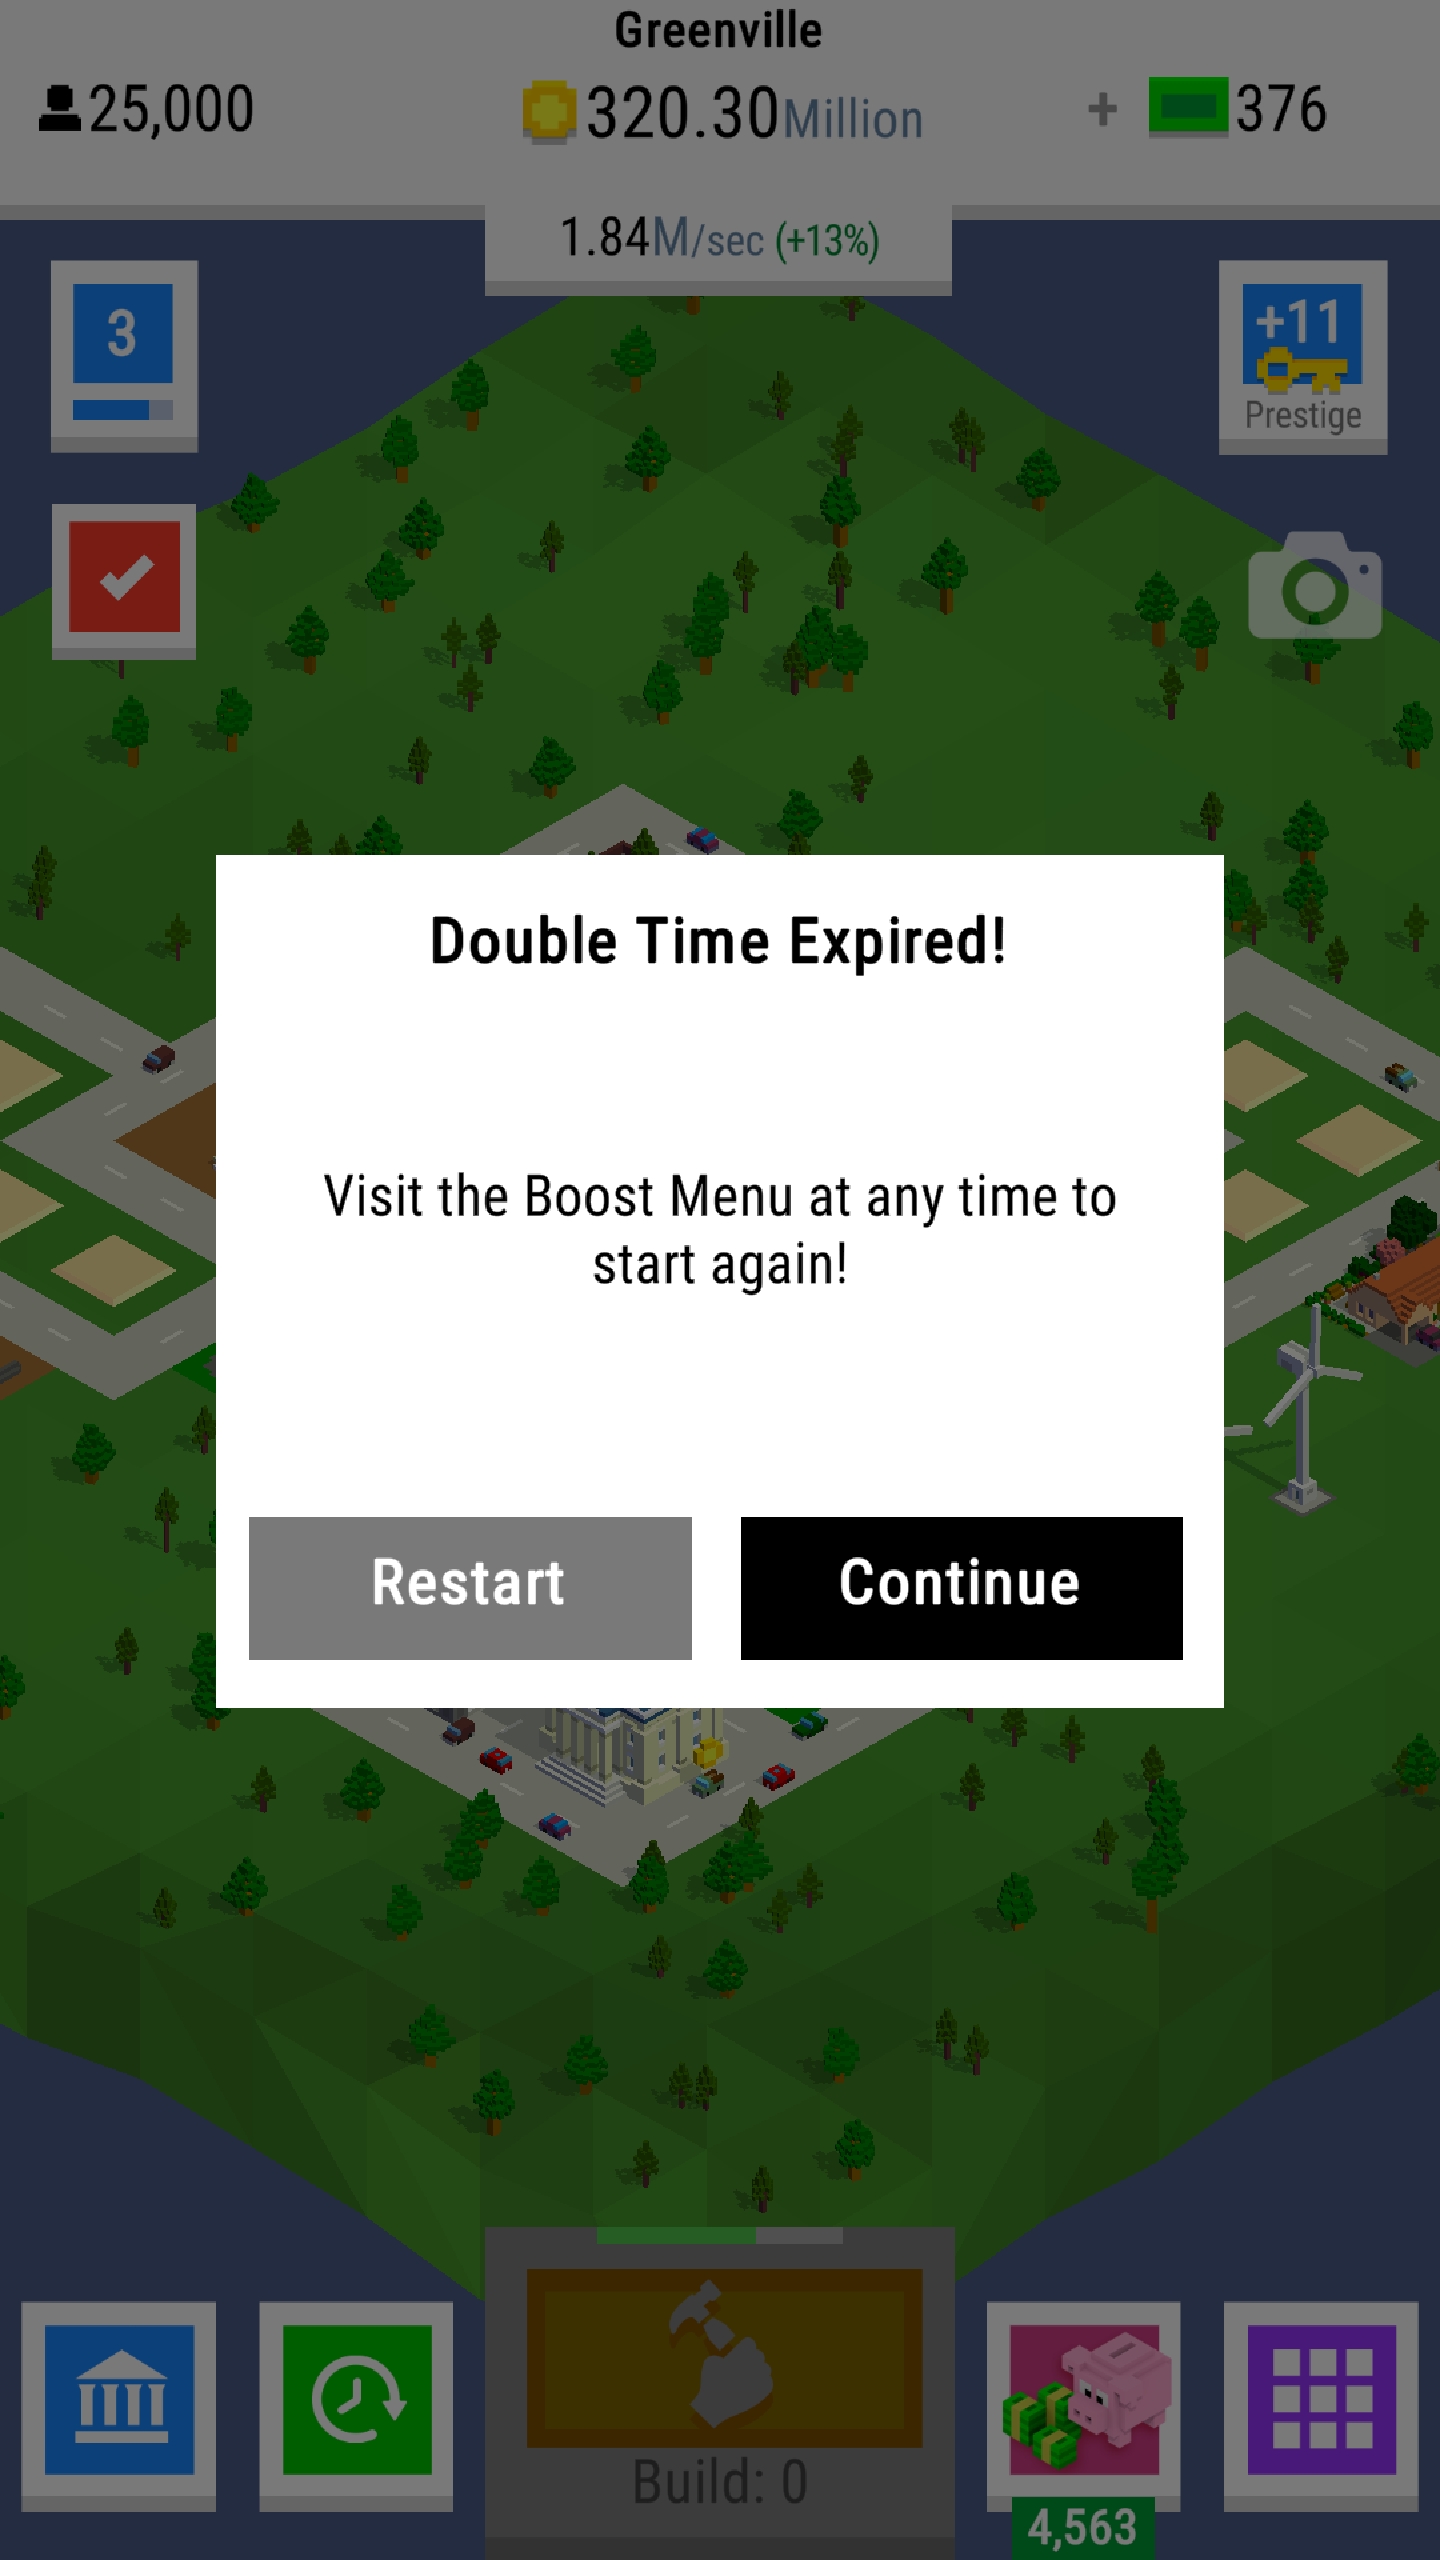 Greenville
25,000
320.30Million
+ 376
1.84M/sec (+13%)
3
+11
Prestige
Double Time Expired!
Visit the Boost Menu at any time to
start again!
Restart
Continue
Build: 0
4,563